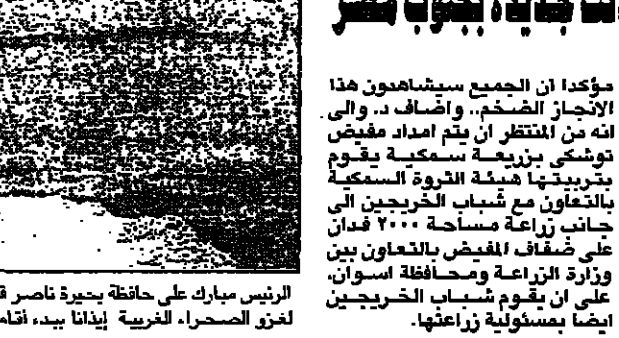 جديدة بجنوب مصر
مؤكدا ان الجميع سيشاهدون هذا
الانجاز الضخم.. واضاف د. والى
انه من المنتظر ان يتم امداد مفيض
توشكى بزريعة سمكية يقوم
بتربيتها هيئة الثروة السمكية
بالتعاون مع شباب الخريجين الى
جانب زراعة مساحة ٢٠٠٠ فدان
على ضفاف المفيض بالتعاون بين
وزارة الزراعة ومحافظة اسوان،
على ان يقوم شباب الخريجين
ايضا بمسئولية زراعتها.
الرئيس مبارك على حافظة بحيرة ناصر
لغزو الصحراء الغربية إيذانا ببدء